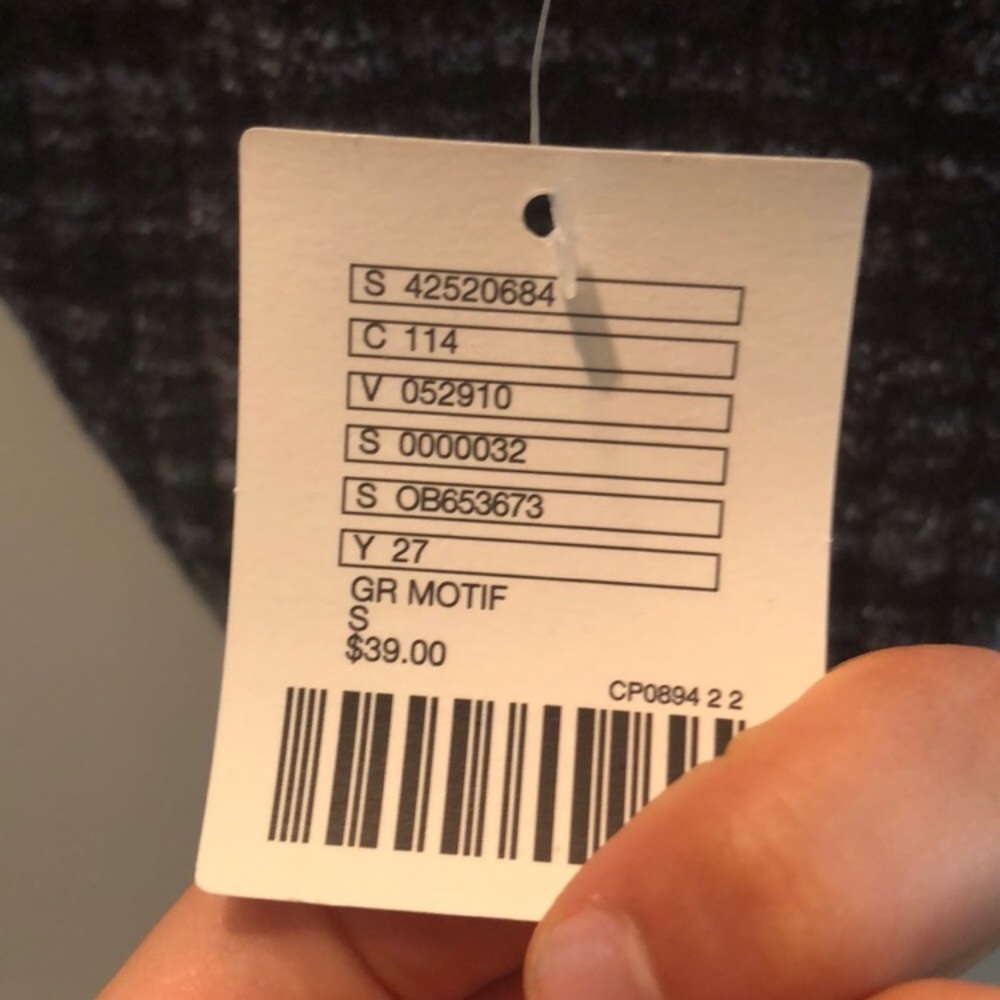 S 42520684
C 114
V 052910
S 0000032
S OB653673
Y 27
GR MOTIF
S
$39.00
CP0894 2 2